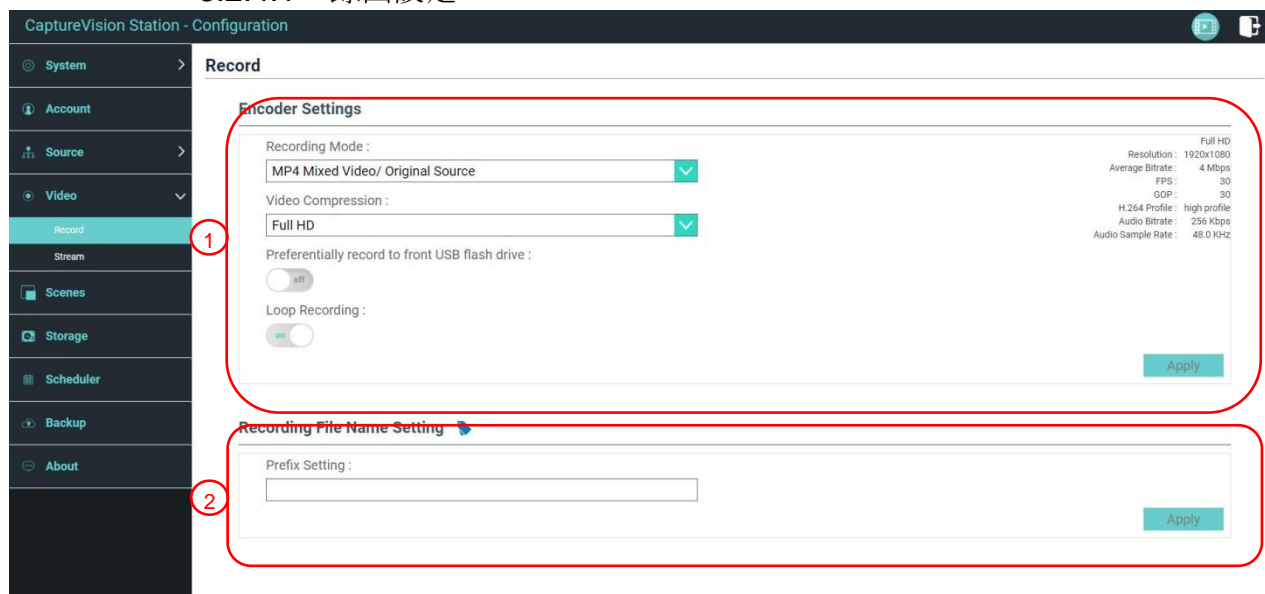 CaptureVision Station - Configuration
System
Account
Source
Video
Record
Stream
Scenes
Storage
Scheduler
Backup
About
Record
Encoder Settings
1
Recording Mode :
MP4 Mixed Video/ Original Source
Video Compression :
Full HD
Preferentially record to front USB flash drive :
off
Loop Recording :
on
Full HD
Resolution : 1920x1080
Average Bitrate : 4 Mbps
FPS : 30
GOP : 30
H.264 Profile : high profile
Audio Bitrate : 256 Kbps
Audio Sample Rate : 48.0 KHz
Apply
Recording File Name Setting
2
Prefix Setting :
Apply